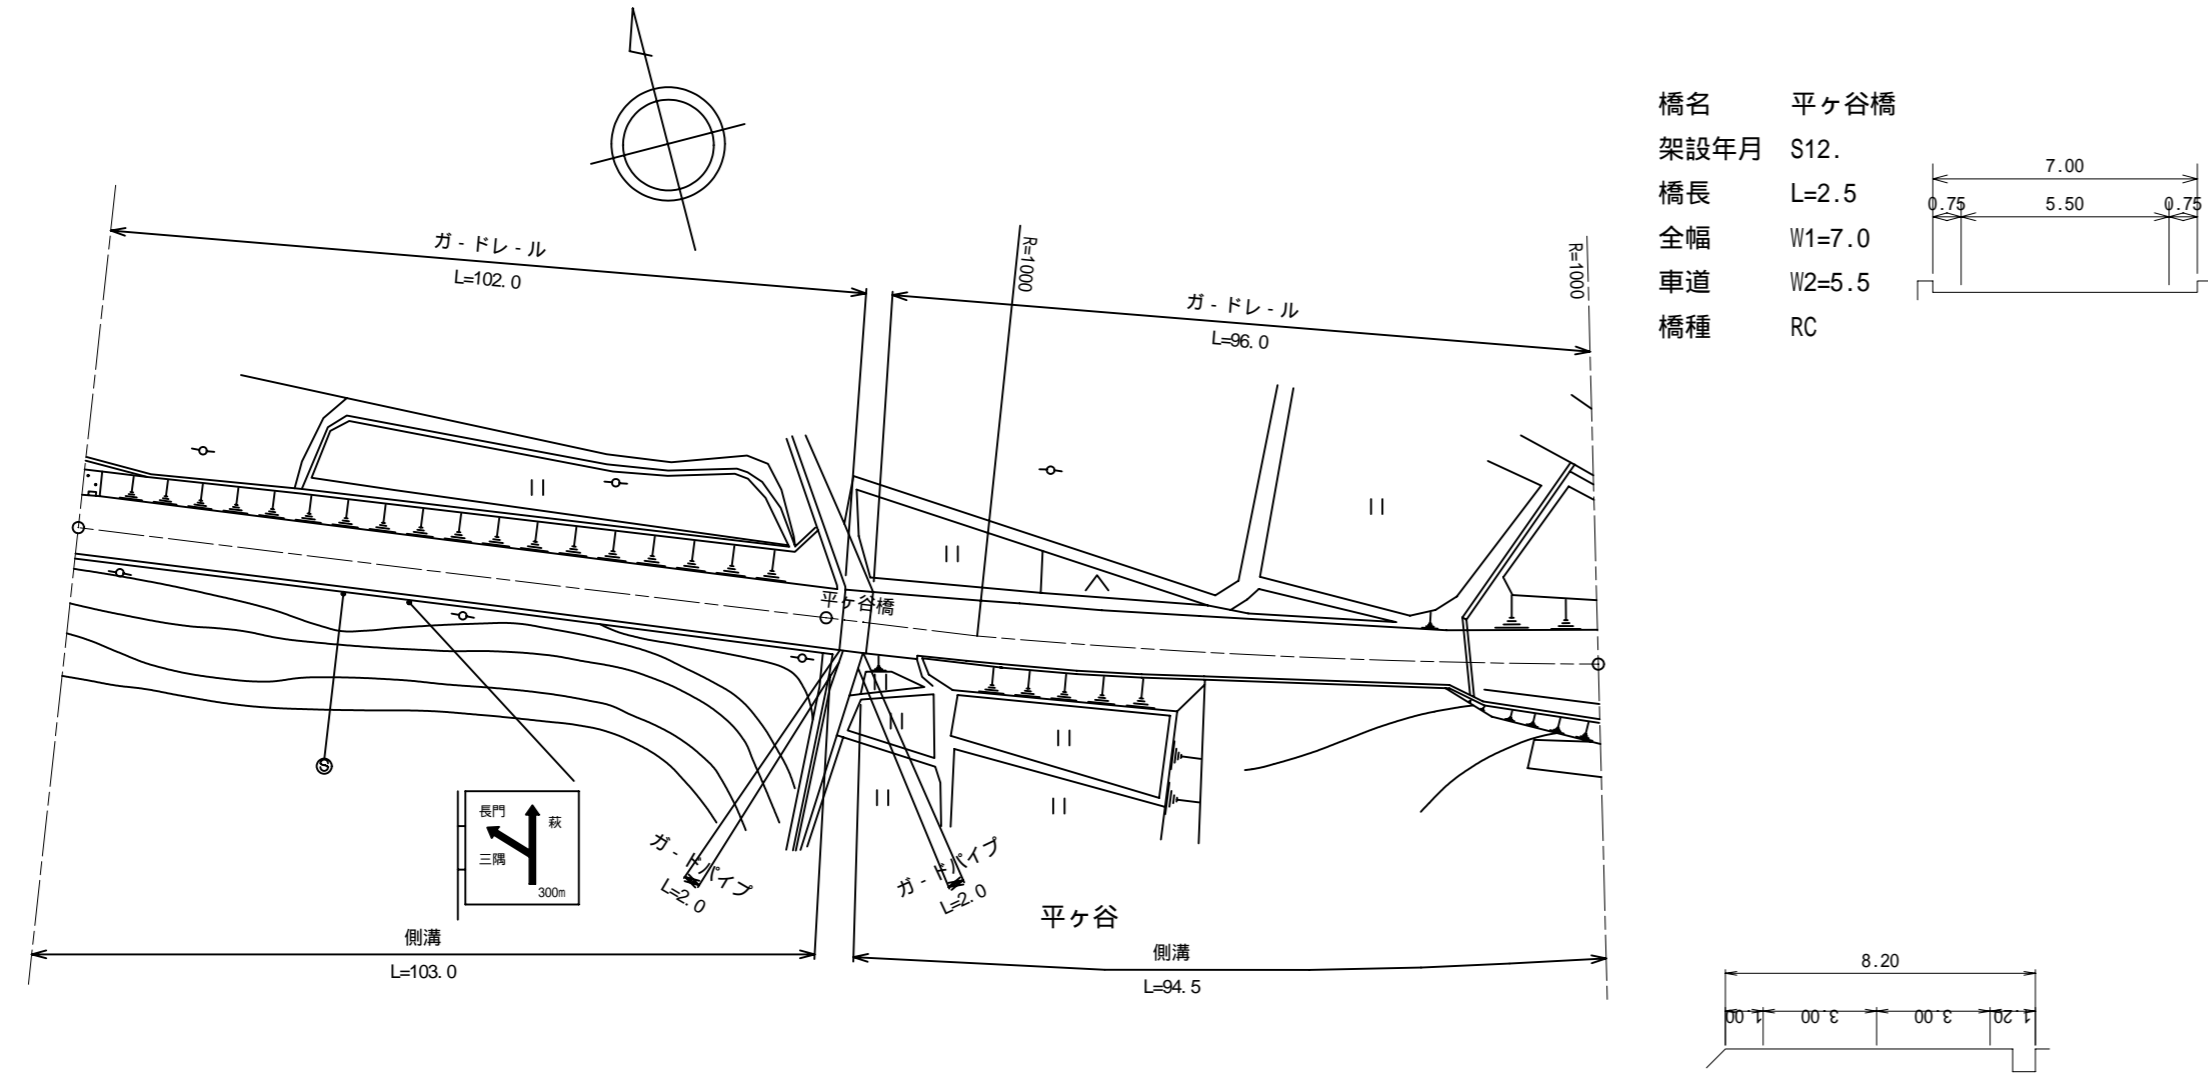 橋名 平ヶ谷橋
架設年月 S12.
橋長 L=2.5
全幅 W1=7.0
車道 W2=5.5
橋種 RC
7.00
0.75 5.50 0.75
ガ-ドレ-ル
L=102.0
R=1000
R=1000
ガ-ドレ-ル
L=96.0
平ヶ谷橋
S
長門
萩
三隅
300m
ガ-ドパイプ
L=2.0
ガ-ドパイプ
L=2.0
平ヶ谷
側溝
L=103.0
側溝
L=94.5
8.20
1.00 3.00 3.00 1.20